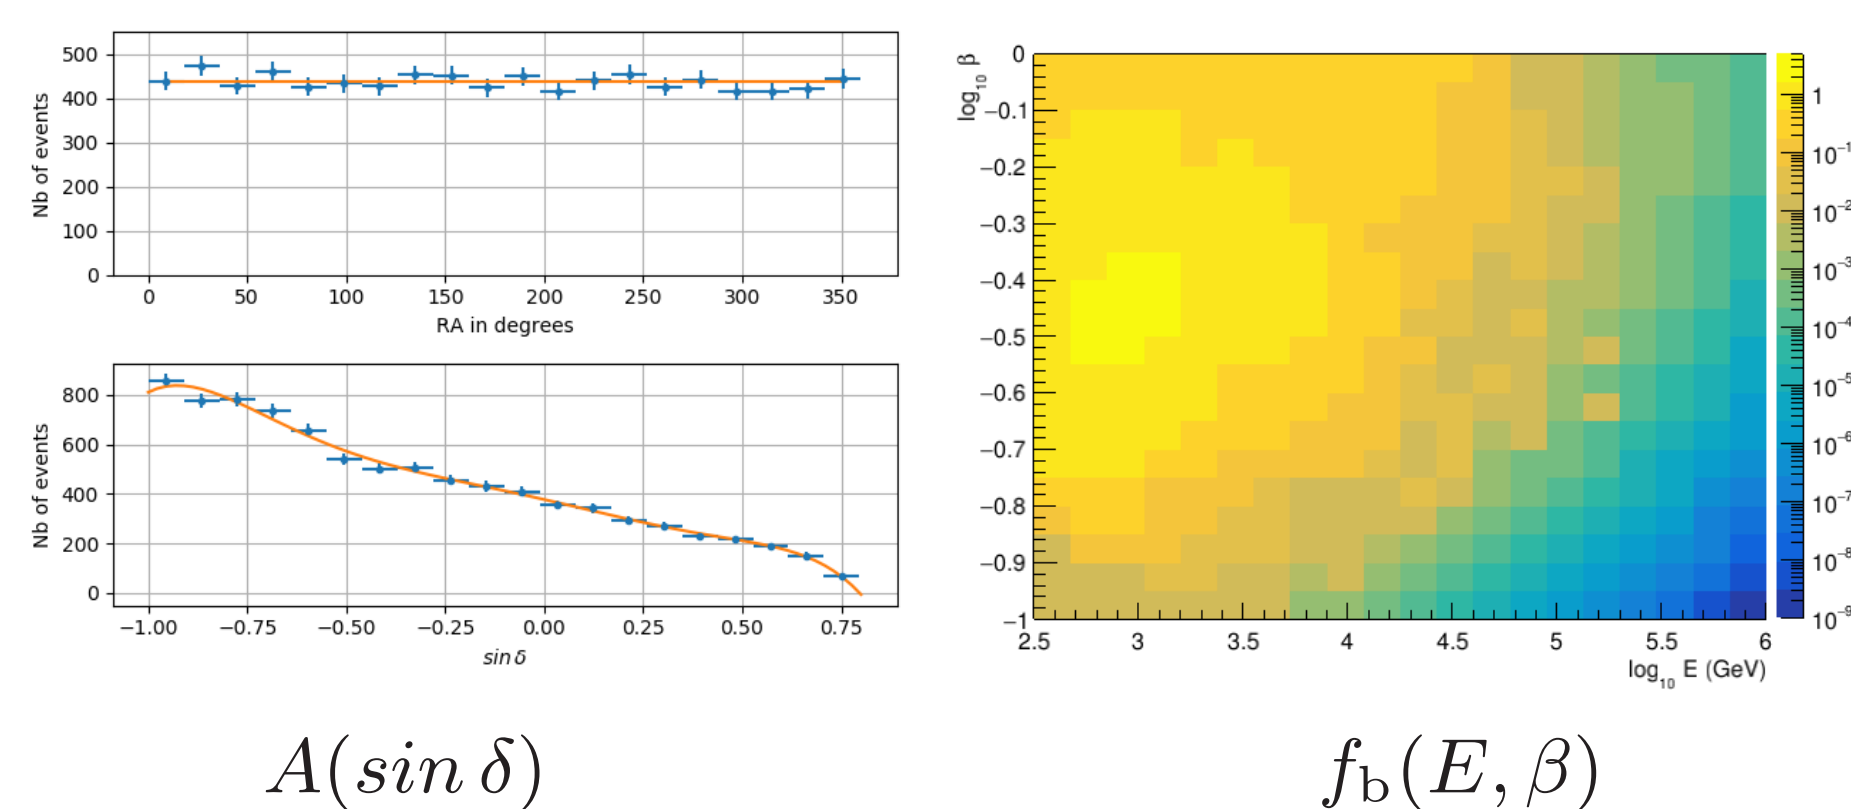 500
400
300
200
100
0
Nb of events
0 50 100 150 200 250 300 350
RA in degrees
800
600
400
200
0
Nb of events
−1.00 −0.75 −0.50 −0.25 0.00 0.25 0.50 0.75
sin δ
A(sin δ)
log₁₀ β
0
−0.1
−0.2
−0.3
−0.4
−0.5
−0.6
−0.7
−0.8
−0.9
−1
2.5 3 3.5 4 4.5 5 5.5 6
log₁₀ E (GeV)
1
10⁻¹
10⁻²
10⁻³
10⁻⁴
10⁻⁵
10⁻⁶
10⁻⁷
10⁻⁸
10⁻⁹
f_b(E, β)